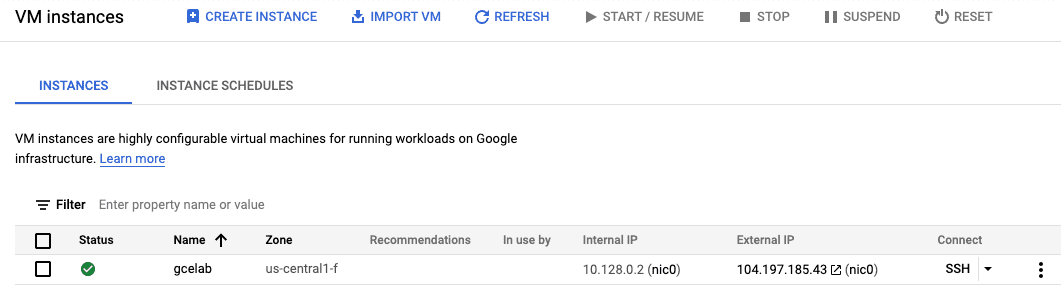 VM instances CREATE INSTANCE IMPORT VM REFRESH START / RESUME STOP SUSPEND RESET
INSTANCES INSTANCE SCHEDULES
VM instances are highly configurable virtual machines for running workloads on Google
infrastructure. Learn more
Filter Enter property name or value
Status Name Zone Recommendations In use by Internal IP External IP Connect
gcelab us-central1-f 10.128.0.2 (nic0) 104.197.185.43 (nic0) SSH